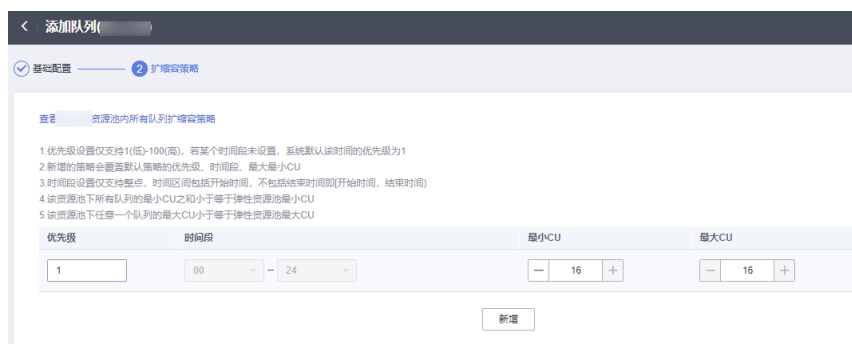 添加队列(
基础配置
2 扩缩容策略
查看 资源池内所有队列扩缩容策略
1.优先级设置仅支持1(低)-100(高)，若某个时间段未设置，系统默认该时间的优先级为1
2.新增的策略会覆盖默认策略的优先级、时间段、最大最小CU
3.时间段设置仅支持整点，时间区间包括开始时间，不包括结束时间即[开始时间，结束时间)
4.该资源池下所有队列的最小CU之和小于等于弹性资源池最小CU
5.该资源池下任意一个队列的最大CU小于等于弹性资源池最大CU
优先级 时间段 最小CU 最大CU
1 00 -- 24 — 16 + — 16 +
新增